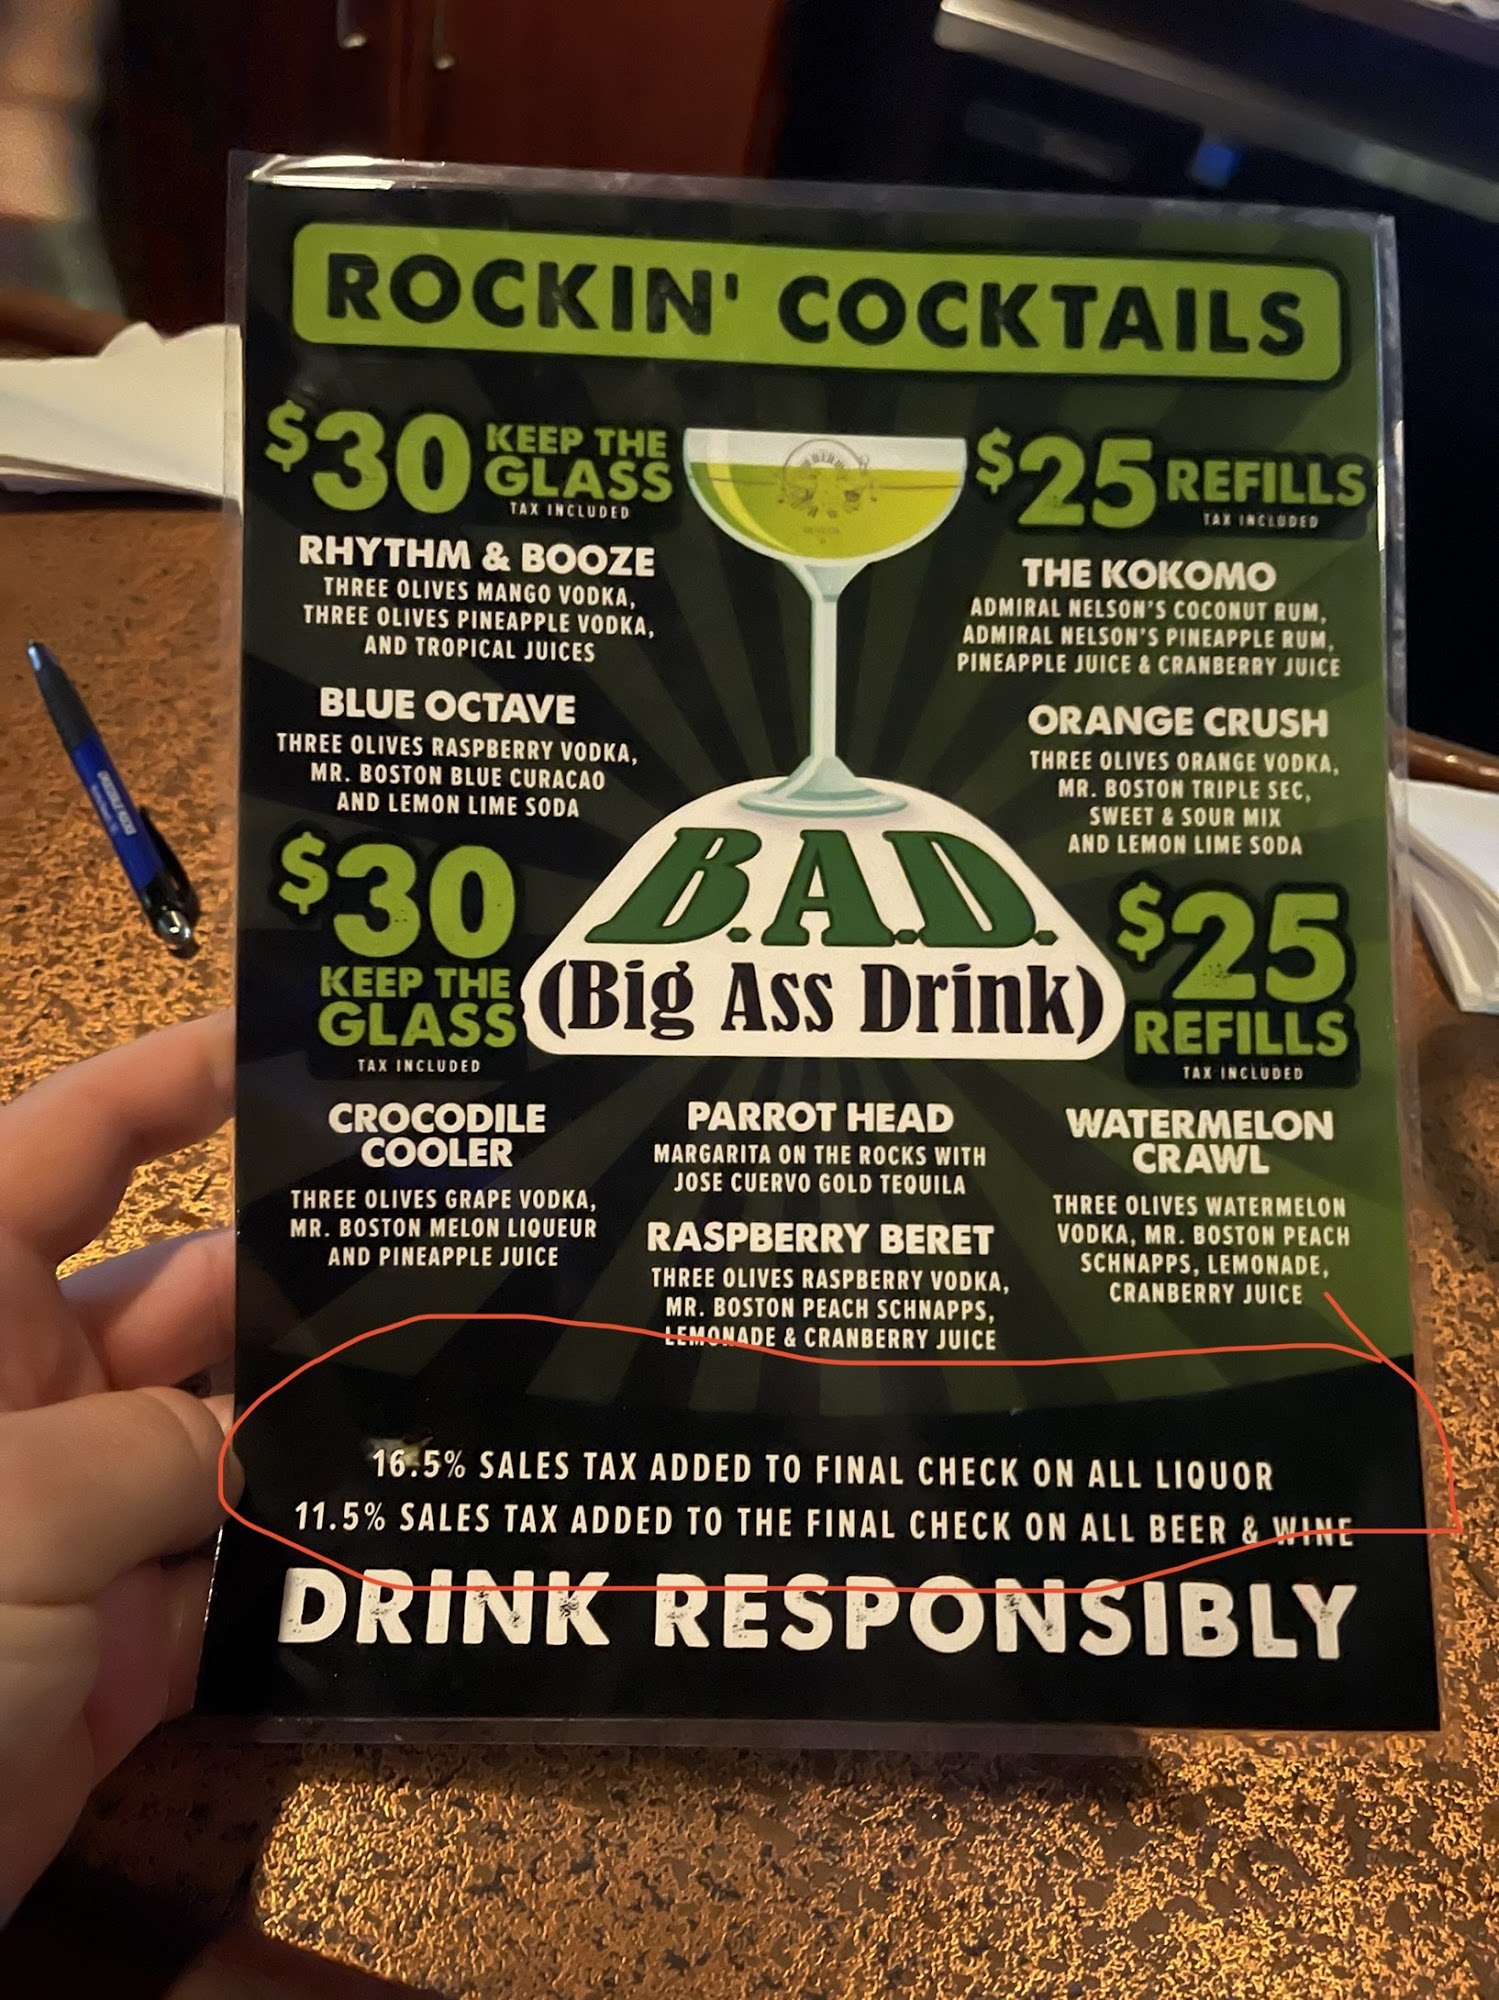 ROCKIN' COCKTAILS
$30 KEEP THE GLASS
TAX INCLUDED
$25 REFILLS
TAX INCLUDED
RHYTHM & BOOZE
THREE OLIVES MANGO VODKA,
THREE OLIVES PINEAPPLE VODKA,
AND TROPICAL JUICES
THE KOKOMO
ADMIRAL NELSON'S COCONUT RUM,
ADMIRAL NELSON'S PINEAPPLE RUM,
PINEAPPLE JUICE & CRANBERRY JUICE
BLUE OCTAVE
THREE OLIVES RASPBERRY VODKA,
MR. BOSTON BLUE CURACAO
AND LEMON LIME SODA
ORANGE CRUSH
THREE OLIVES ORANGE VODKA,
MR. BOSTON TRIPLE SEC,
SWEET & SOUR MIX
AND LEMON LIME SODA
B.A.D.
(Big Ass Drink)
$30
KEEP THE
GLASS
TAX INCLUDED
$25
REFILLS
TAX INCLUDED
CROCODILE
COOLER
THREE OLIVES GRAPE VODKA,
MR. BOSTON MELON LIQUEUR
AND PINEAPPLE JUICE
PARROT HEAD
MARGARITA ON THE ROCKS WITH
JOSE CUERVO GOLD TEQUILA
RASPBERRY BERET
THREE OLIVES RASPBERRY VODKA,
MR. BOSTON PEACH SCHNAPPS,
LEMONADE & CRANBERRY JUICE
WATERMELON
CRAWL
THREE OLIVES WATERMELON
VODKA, MR. BOSTON PEACH
SCHNAPPS, LEMONADE,
CRANBERRY JUICE
16.5% SALES TAX ADDED TO FINAL CHECK ON ALL LIQUOR
11.5% SALES TAX ADDED TO THE FINAL CHECK ON ALL BEER & WINE
DRINK RESPONSIBLY